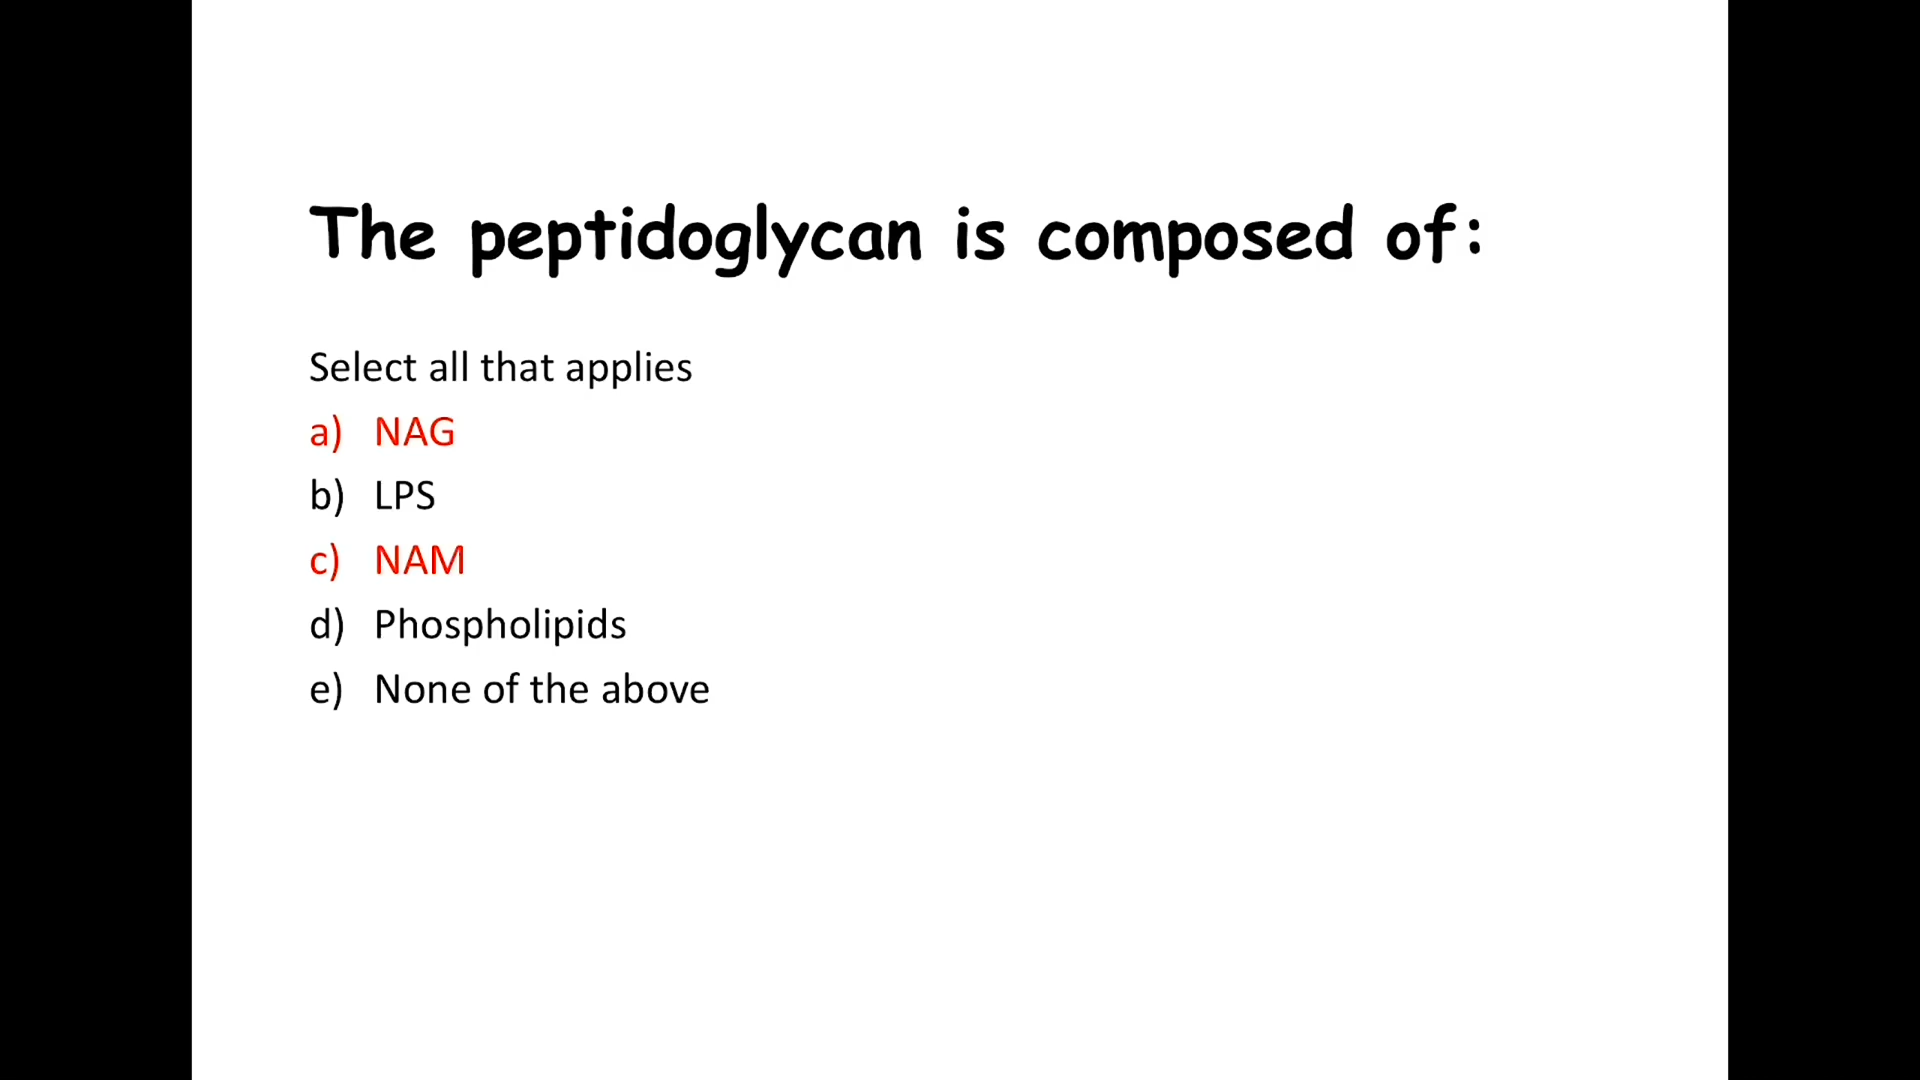 The peptidoglycan is composed of:
Select all that applies
a) NAG
b) LPS
c) NAM
d) Phospholipids
e) None of the above